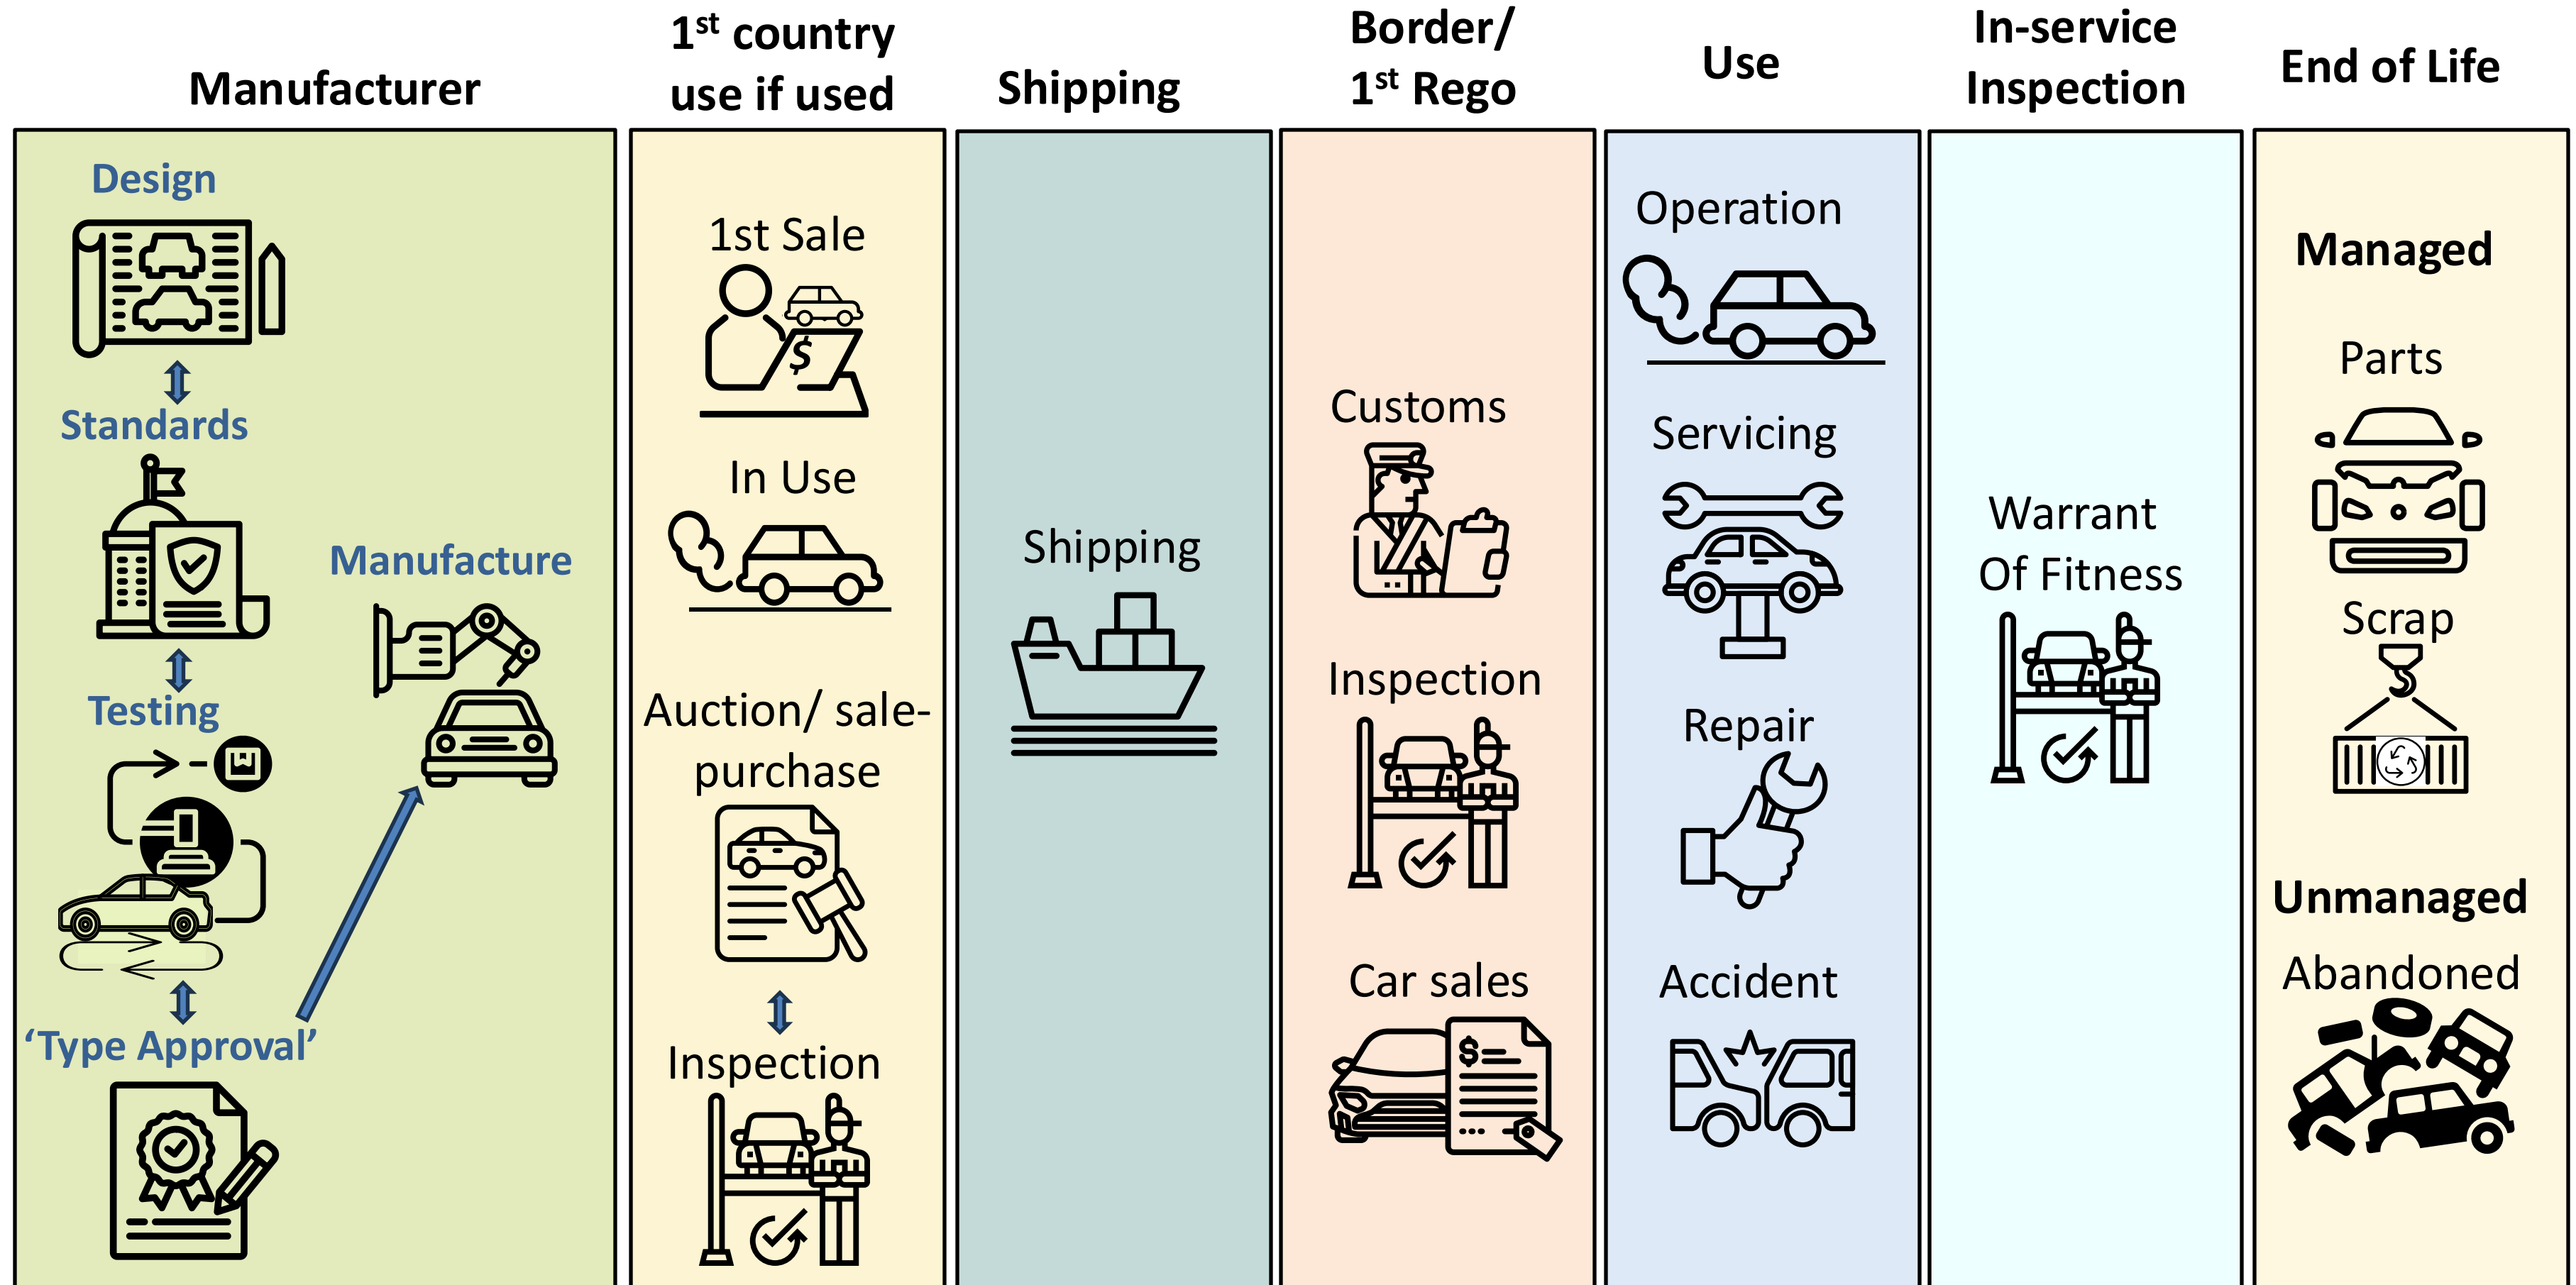 Manufacturer
1st country
use if used
Shipping
Border/
1st Rego
Use
In-service
Inspection
End of Life
Design
Standards
Testing
‘Type Approval’
Manufacture
1st Sale
$
In Use
Auction/ sale-
purchase
Inspection
Shipping
Customs
Inspection
Car sales
$
Operation
Servicing
Repair
Accident
Warrant
Of Fitness
Managed
Parts
Scrap
Unmanaged
Abandoned